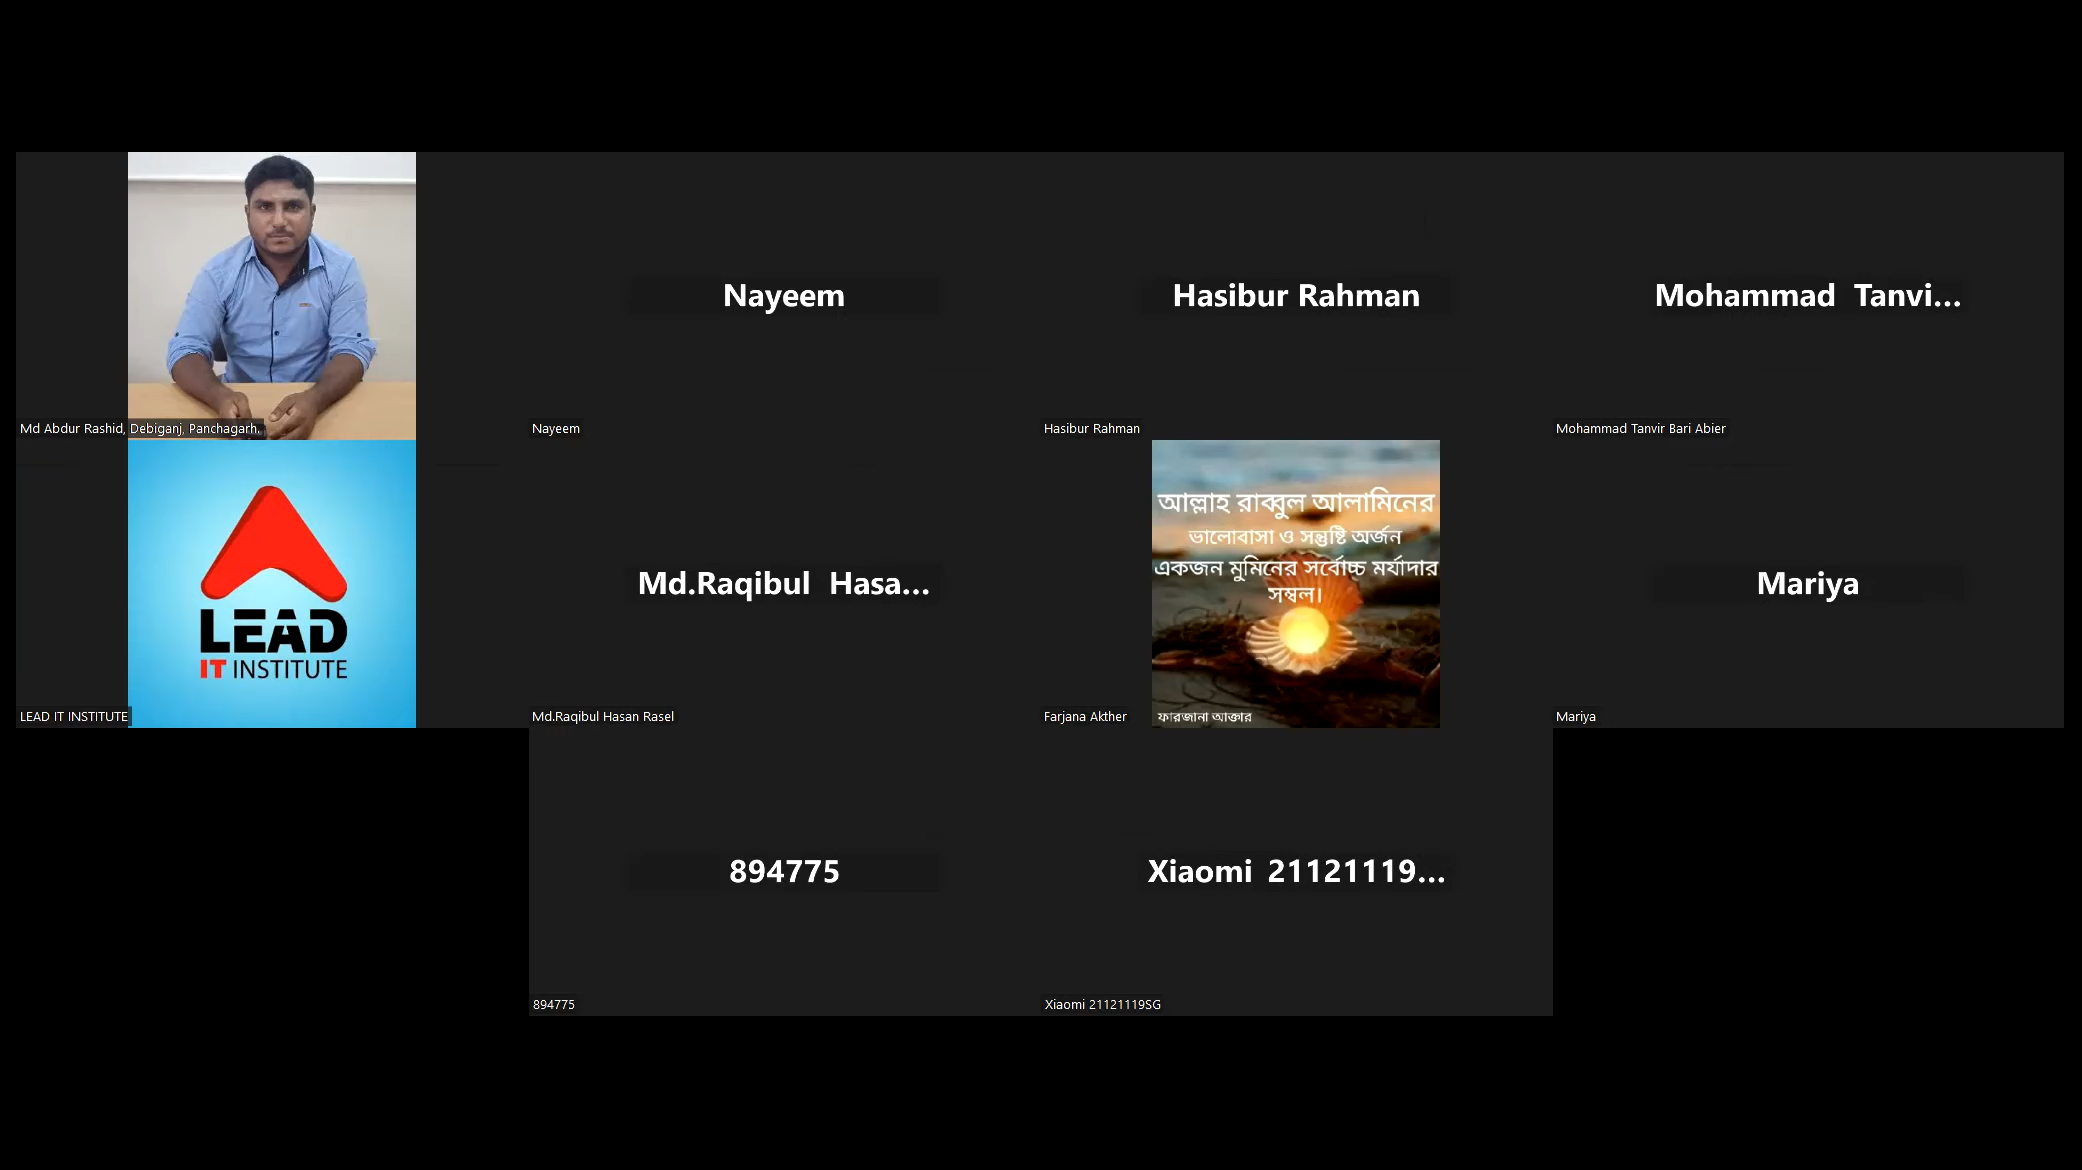 Nayeem
Hasibur Rahman
Mohammad Tanvi...
Md Abdur Rashid, Debiganj, Panchagarh,
Nayeem
Hasibur Rahman
Mohammad Tanvir Bari Abier
LEAD
IT INSTITUTE
LEAD IT INSTITUTE
Md.Raqibul Hasa...
Md.Raqibul Hasan Rasel
আল্লাহ রাব্বুল আলামিনের
ভালোবাসা ও সন্তুষ্টি অর্জন
একজন মুমিনের সর্বোচ্চ মর্যাদার
সম্বল।
ফারজানা আক্তার
Farjana Akther
Mariya
Mariya
894775
894775
Xiaomi 21121119...
Xiaomi 21121119SG